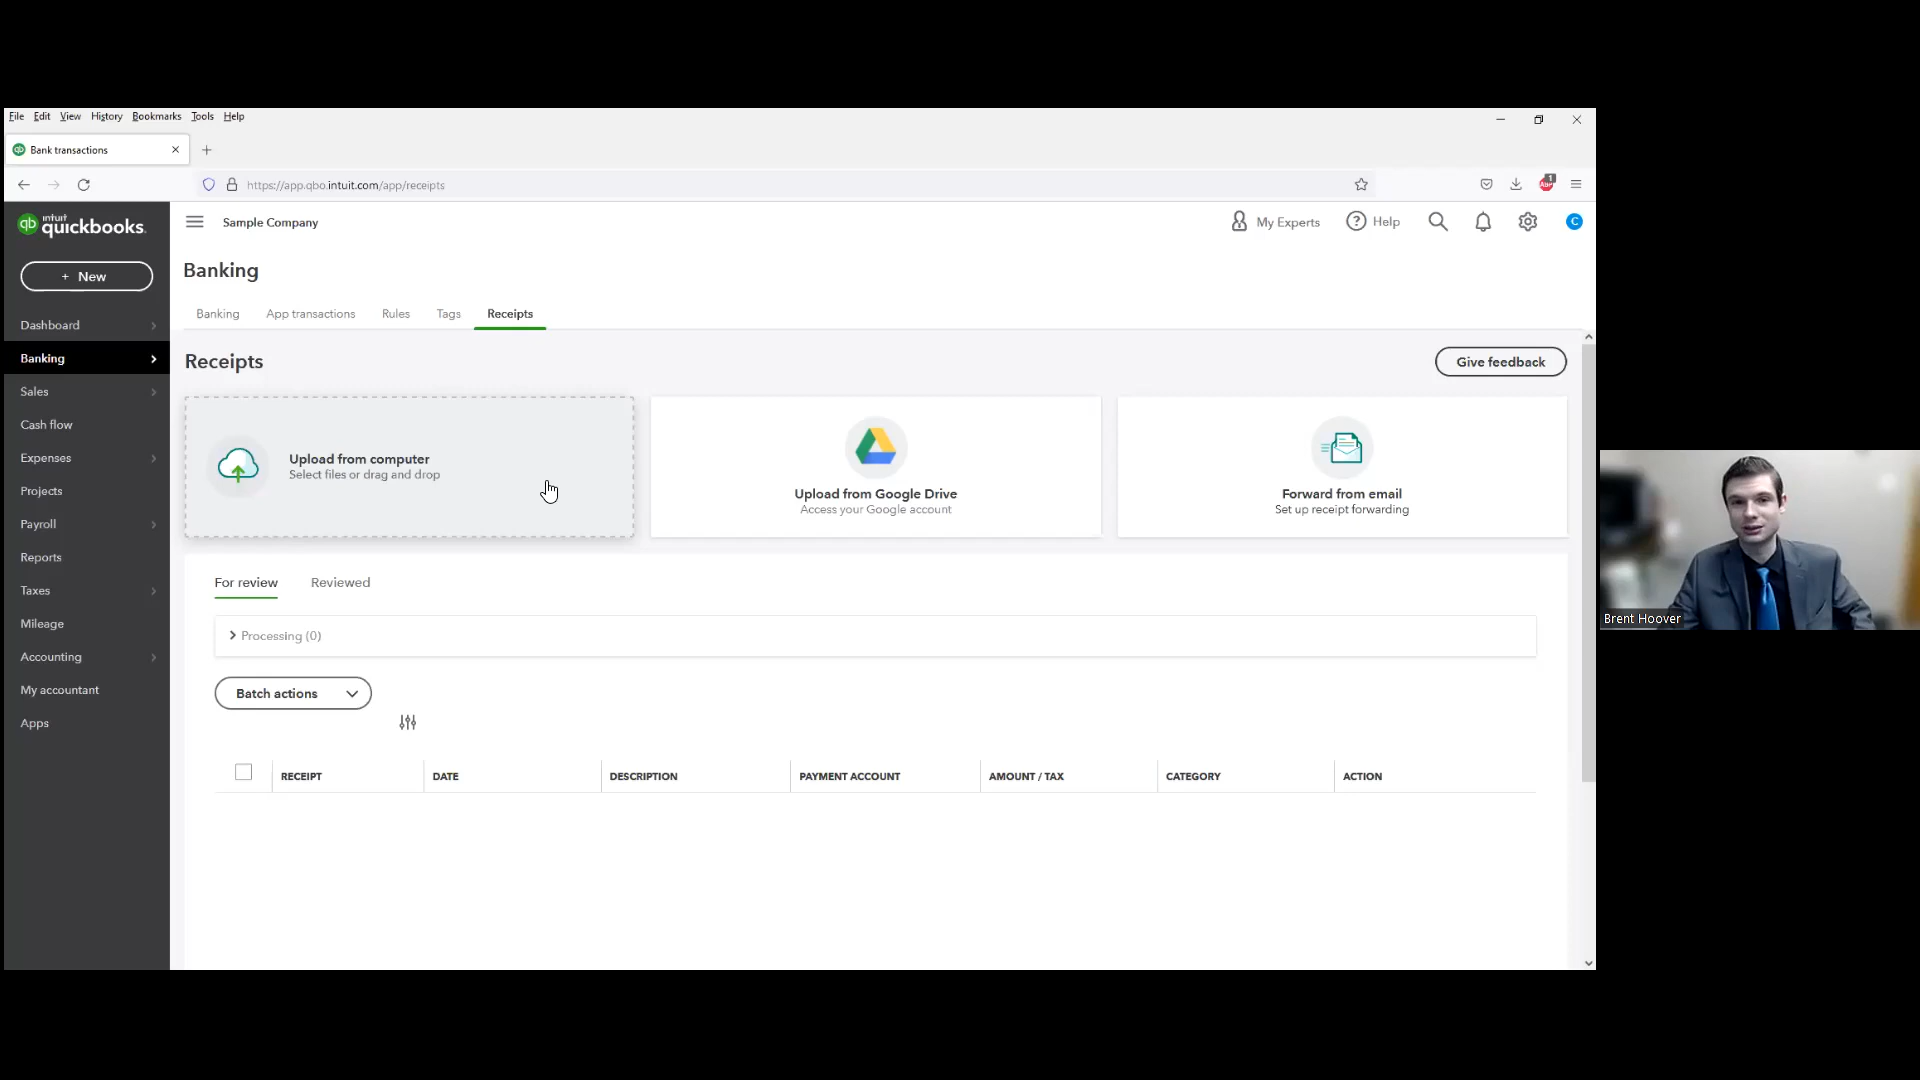 File Edit View History Bookmarks Tools Help
Bank transactions
https://app.qbo.intuit.com/app/receipts
1
qb intuit quickbooks.
Sample Company
My Experts
? Help
C
+ New
Dashboard
Banking
Sales
Cash flow
Expenses
Projects
Payroll
Reports
Taxes
Mileage
Accounting
My accountant
Apps
Banking
Banking App transactions Rules Tags Receipts
Receipts
Give feedback
Upload from computer
Select files or drag and drop
Upload from Google Drive
Access your Google account
Forward from email
Set up receipt forwarding
For review Reviewed
Processing (0)
Batch actions
RECEIPT DATE DESCRIPTION PAYMENT ACCOUNT AMOUNT / TAX CATEGORY ACTION
Brent Hoover